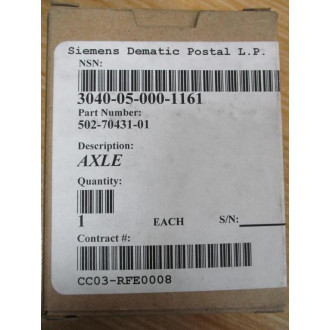 Siemens Dematic Postal L.P.
NSN:
3040-05-000-1161
Part Number:
502-70431-01
Description:
AXLE
Quantity:
1 EACH S/N:
Contract #:
CC03-RFE0008